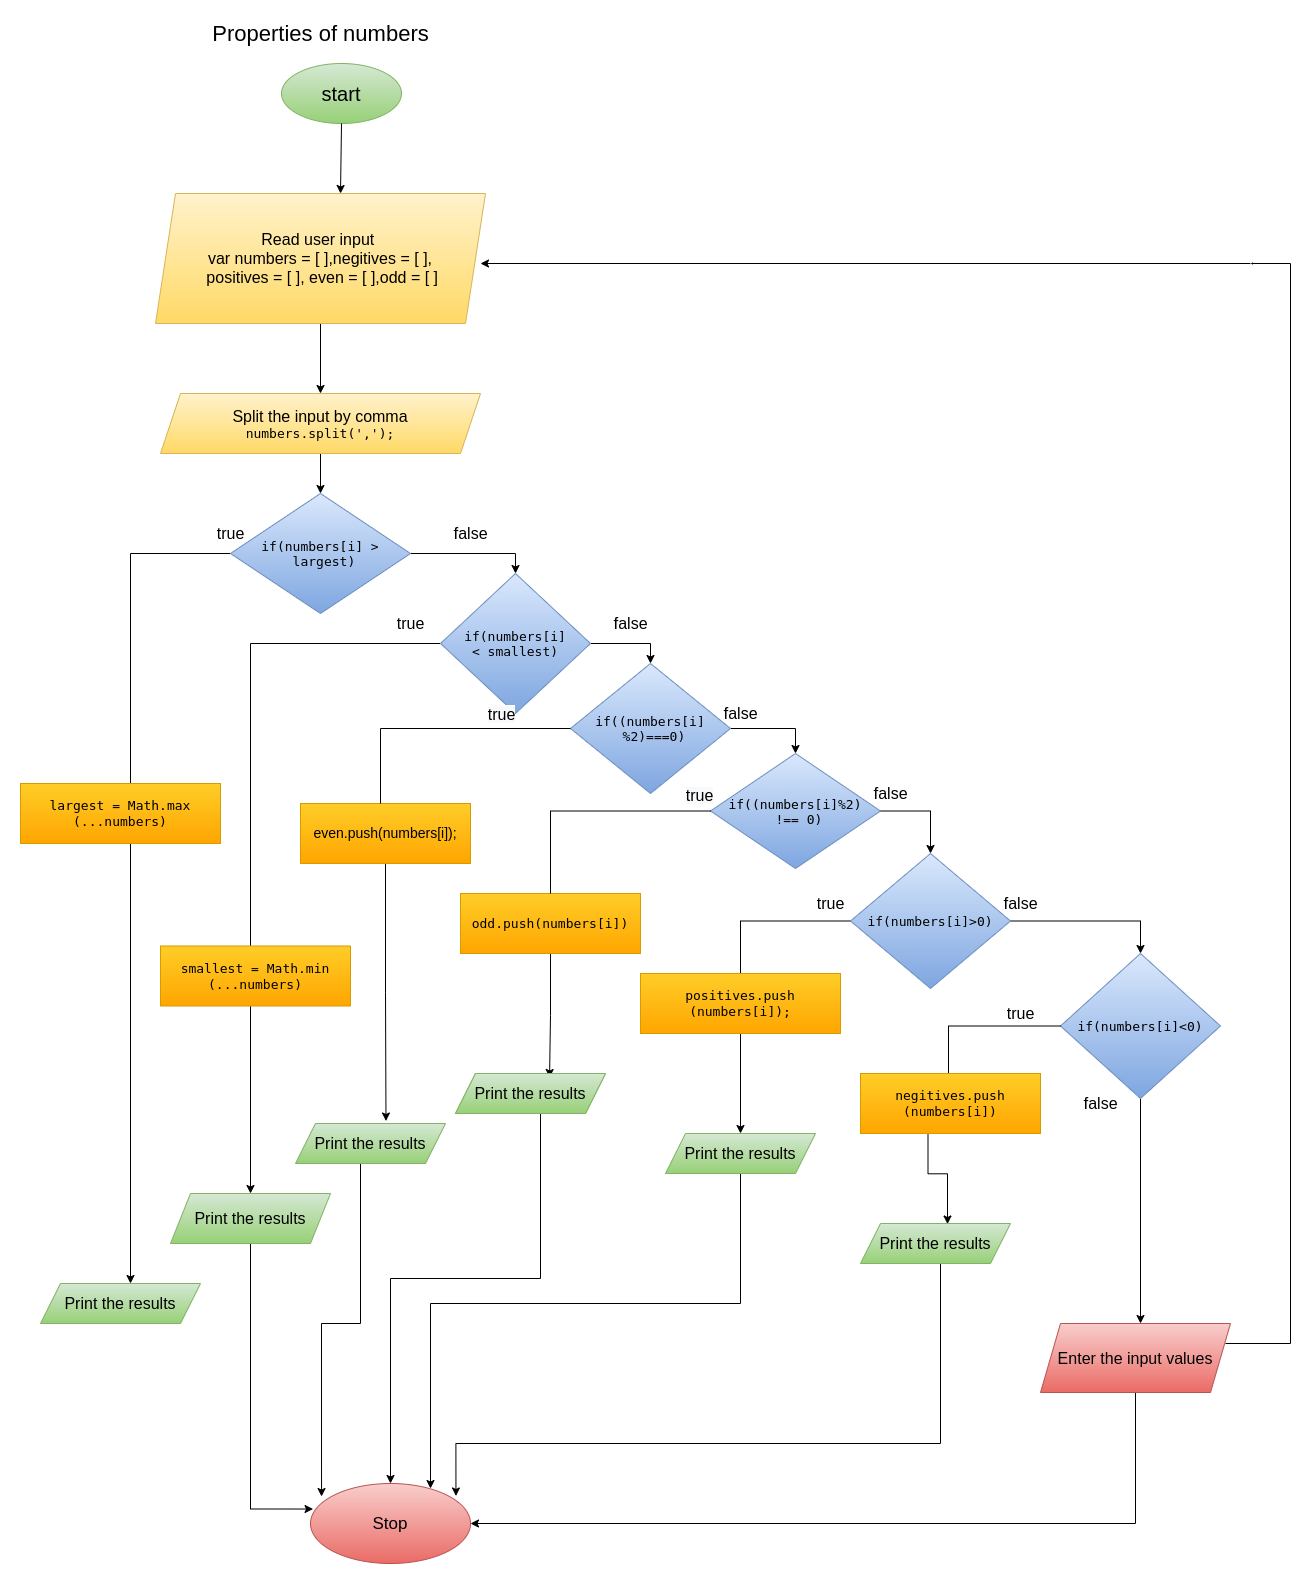 Properties of numbers
start
Read user input
var numbers = [ ],negitives = [ ],
positives = [ ], even = [ ],odd = [ ]
Split the input by comma
numbers.split(',');
true
false
if(numbers[i] >
largest)
true
false
if(numbers[i]
< smallest)
true
false
if((numbers[i]
%2)===0)
true
false
if((numbers[i]%2)
!== 0)
largest = Math.max
(...numbers)
even.push(numbers[i]);
true
false
odd.push(numbers[i])
if(numbers[i]>0)
smallest = Math.min
(...numbers)
positives.push
(numbers[i]);
true
if(numbers[i]<0)
false
Print the results
negitives.push
(numbers[i])
Print the results
Print the results
Print the results
Print the results
Print the results
Enter the input values
Stop